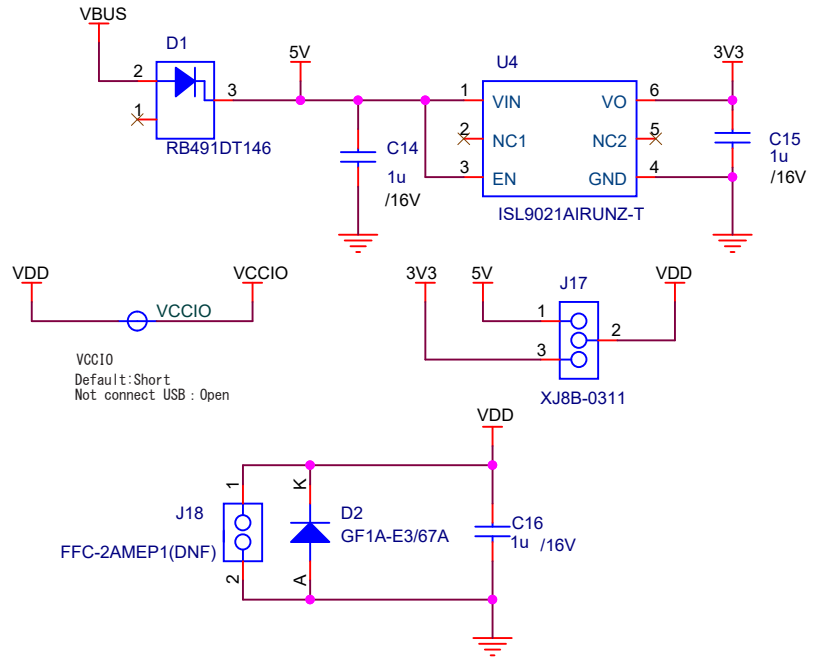 VBUS
D1
2
3
1
RB491DT146
5V
C14
1u
/16V
U4
1
VIN
VO
6
2
NC1
NC2
5
3
EN
GND
4
ISL9021AIRUNZ-T
3V3
C15
1u
/16V
VDD
VCCIO
VCCIO
VCCIO
Default:Short
Not connect USB : Open
3V3
5V
J17
VDD
1
2
3
XJ8B-0311
VDD
1
K
J18
D2
C16
GF1A-E3/67A
1u /16V
FFC-2AMEP1(DNF)
2
A